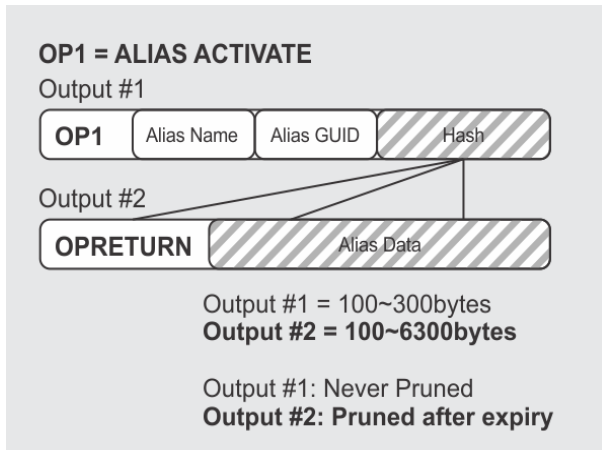 OP1 = ALIAS ACTIVATE
Output #1
OP1 Alias Name Alias GUID Hash
Output #2
OPRETURN Alias Data
Output #1 = 100~300bytes
Output #2 = 100~6300bytes
Output #1: Never Pruned
Output #2: Pruned after expiry